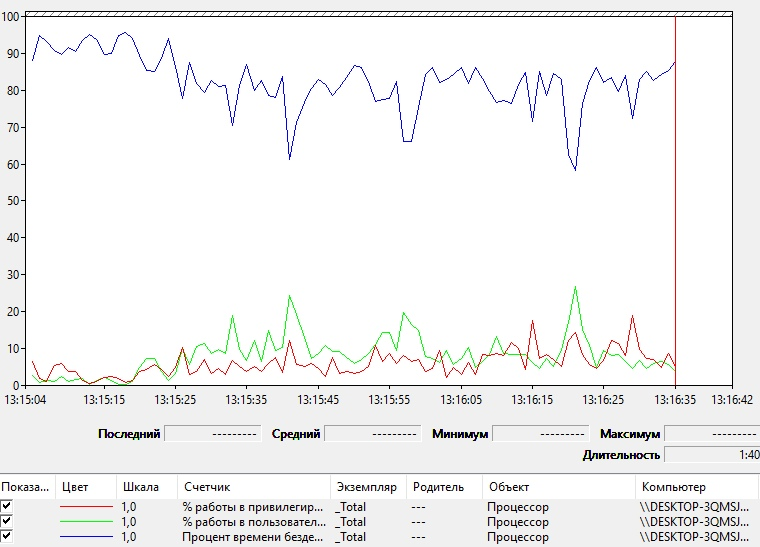 100
90
80
70
60
50
40
30
20
10
0
13:15:04 13:15:15 13:15:25 13:15:35 13:15:45 13:15:55 13:16:05 13:16:15 13:16:25 13:16:35 13:16:42
Последний --------- Средний --------- Минимум --------- Максимум ---------
Длительность 1:40
Показа... Цвет Шкала Счетчик Экземпляр Родитель Объект Компьютер
1,0 % работы в привилегир... _Total --- Процессор \\DESKTOP-3QMSJ...
1,0 % работы в пользовател... _Total --- Процессор \\DESKTOP-3QMSJ...
1,0 Процент времени безде... _Total --- Процессор \\DESKTOP-3QMSJ...